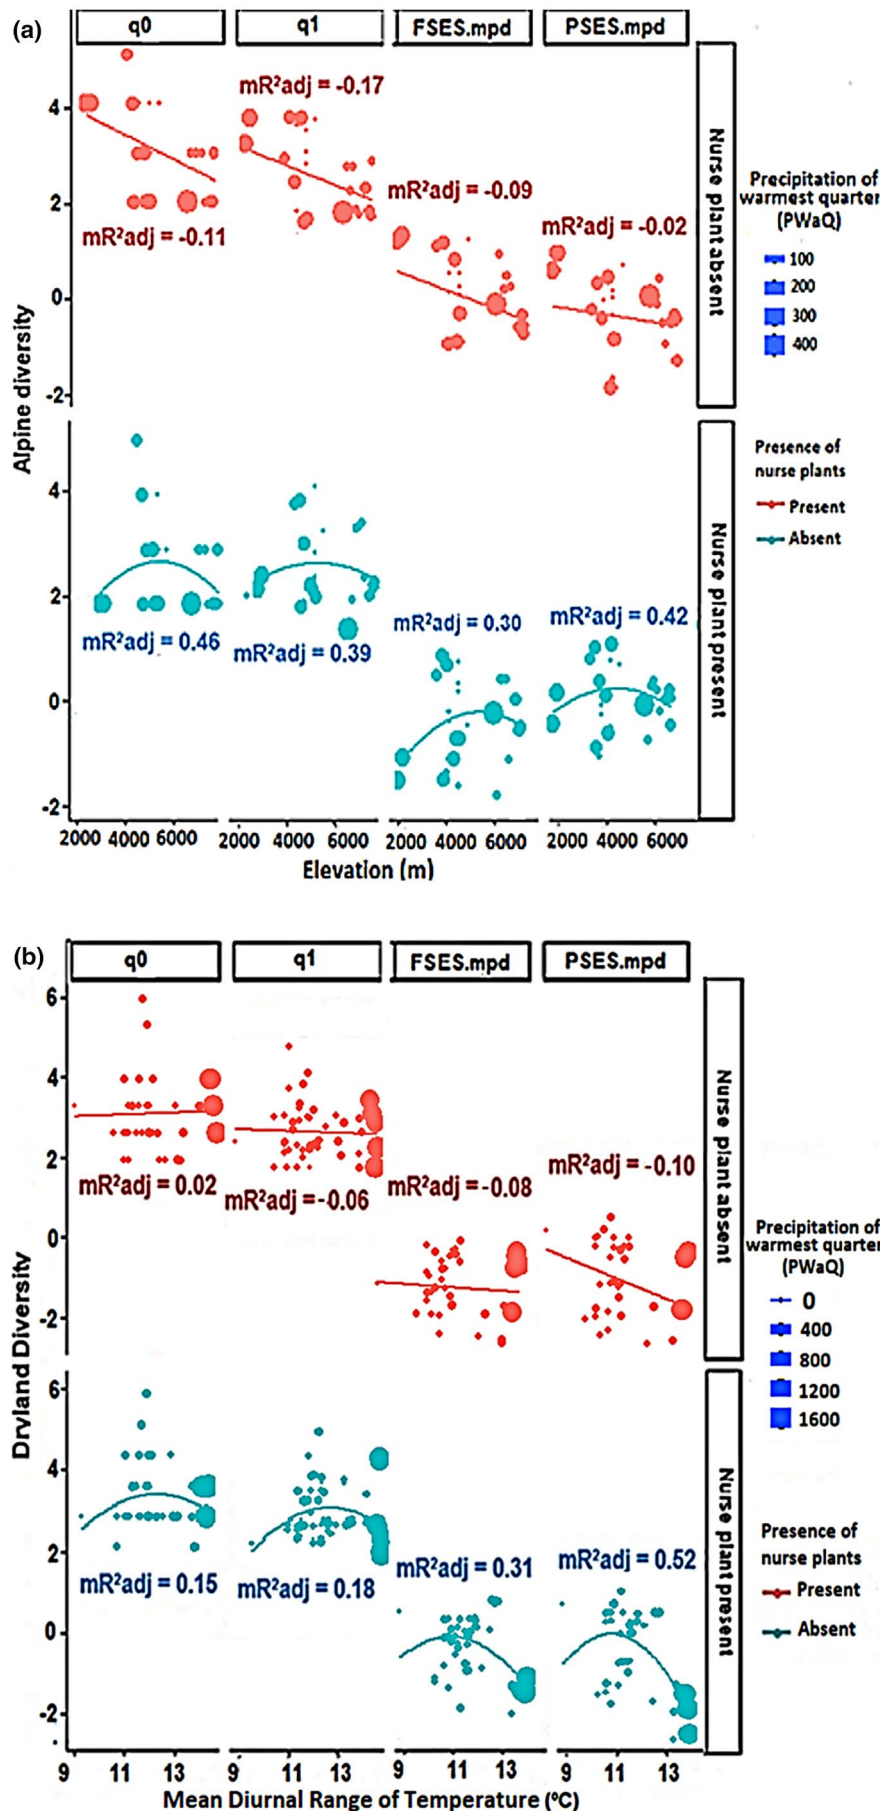 (a)
q0 q1 FSES.mpd PSES.mpd
mR²adj = -0.17
mR²adj = -0.09
mR²adj = -0.02
mR²adj = -0.11
4
2
0
-2
Nurse plant absent
Precipitation of
warmest quarter
(PWaQ)
100
200
300
400
Alpine diversity
Presence of
nurse plants
Present
Absent
4
2
0
-2
mR²adj = 0.46
mR²adj = 0.39
mR²adj = 0.30
mR²adj = 0.42
Nurse plant present
2000 4000 6000 2000 4000 6000 2000 4000 6000 2000 4000 6000
Elevation (m)
(b)
q0 q1 FSES.mpd PSES.mpd
6
4
2
0
-2
mR²adj = 0.02
mR²adj = -0.06
mR²adj = -0.08
mR²adj = -0.10
Nurse plant absent
Precipitation of
warmest quarter
(PWaQ)
0
400
800
1200
1600
Dryland Diversity
6
4
2
0
-2
mR²adj = 0.15
mR²adj = 0.18
mR²adj = 0.31
mR²adj = 0.52
Nurse plant present
Presence of
nurse plants
Present
Absent
9 11 13 9 11 13 9 11 13 9 11 13
Mean Diurnal Range of Temperature (ºC)